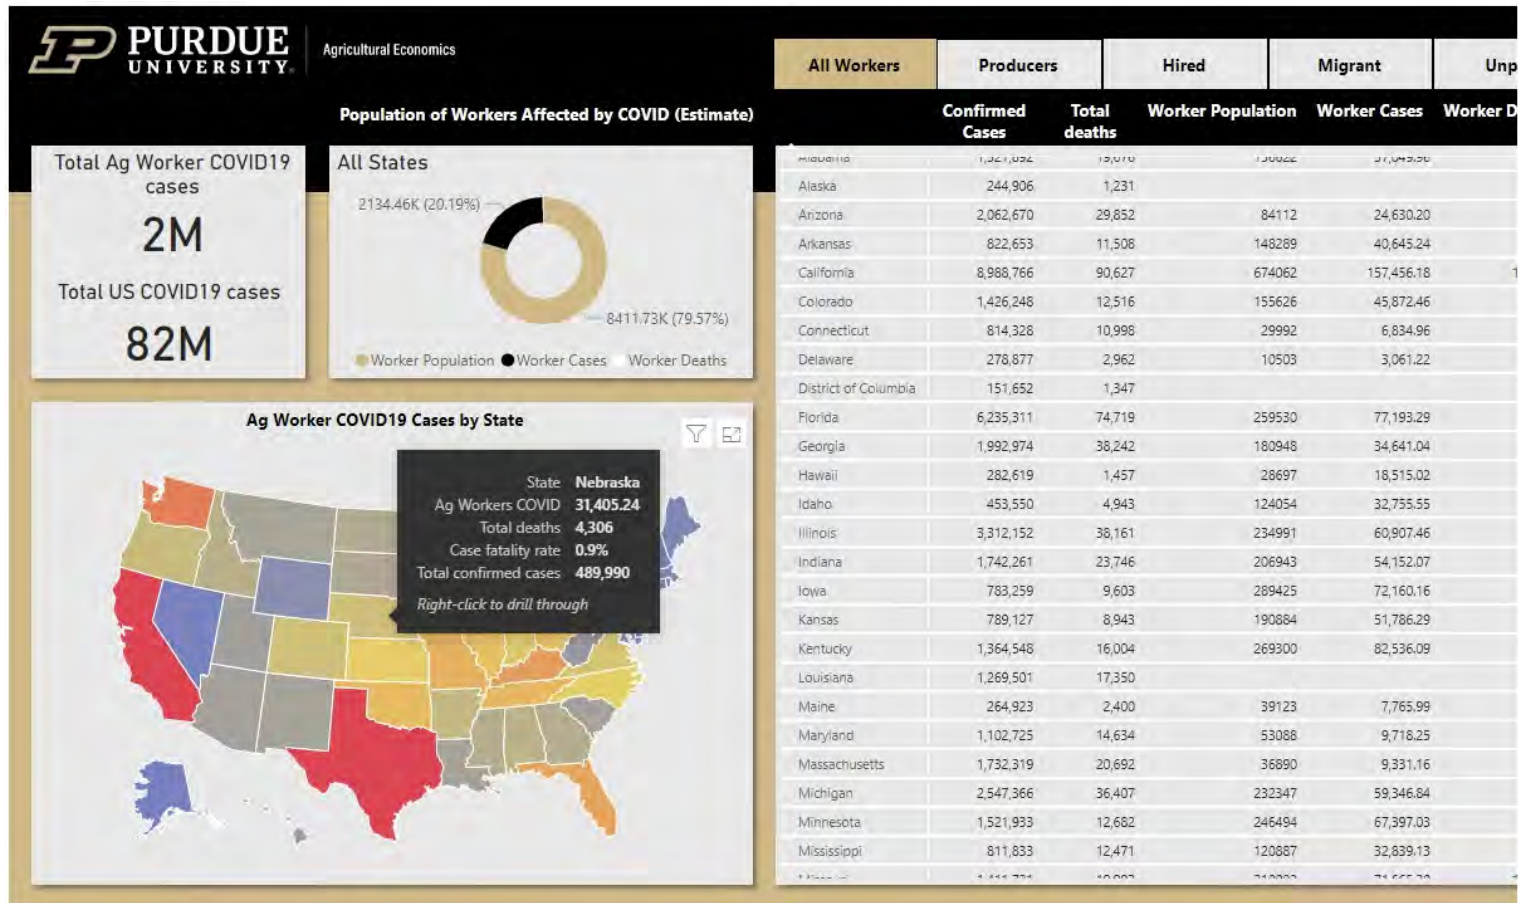 PURDUE
UNIVERSITY
Agricultural Economics
All Workers Producers Hired Migrant Unp
Population of Workers Affected by COVID (Estimate)
Confirmed Cases Total deaths Worker Population Worker Cases Worker D
Total Ag Worker COVID19
cases
2M
Total US COVID19 cases
82M
All States
2134.46K (20.19%)
8411.73K (79.57%)
Worker Population Worker Cases Worker Deaths
Ag Worker COVID19 Cases by State
State Nebraska
Ag Workers COVID 31,405.24
Total deaths 4,306
Case fatality rate 0.9%
Total confirmed cases 489,990
Right-click to drill through
Alabama
Alaska 244,906 1,231
Arizona 2,062,670 29,852 84112 24,630.20
Arkansas 822,653 11,508 148289 40,645.24
California 8,988,766 90,627 674062 157,456.18 1
Colorado 1,426,248 12,516 155626 45,872.46
Connecticut 814,328 10,998 29992 6,834.96
Delaware 278,877 2,962 10503 3,061.22
District of Columbia 151,652 1,347
Florida 6,235,311 74,719 259530 77,193.29
Georgia 1,992,974 38,242 180948 34,641.04
Hawaii 282,619 1,457 28697 18,515.02
Idaho 453,550 4,943 124054 32,755.55
Illinois 3,312,152 38,161 234991 60,907.46
Indiana 1,742,261 23,746 206943 54,152.07
Iowa 783,259 9,603 289425 72,160.16
Kansas 789,127 8,943 190884 51,786.29
Kentucky 1,364,548 16,004 269300 82,536.09
Louisiana 1,269,501 17,350
Maine 264,923 2,400 39123 7,765.99
Maryland 1,102,725 14,634 53088 9,718.25
Massachusetts 1,732,319 20,692 36890 9,331.16
Michigan 2,547,366 36,407 232347 59,346.84
Minnesota 1,521,933 12,682 246494 67,397.03
Mississippi 811,833 12,471 120887 32,839.13